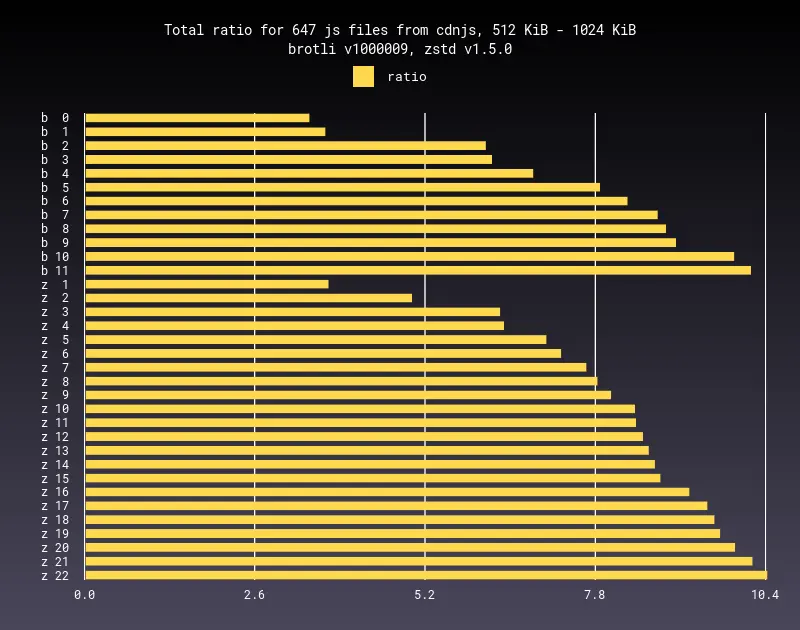 Total ratio for 647 js files from cdnjs, 512 KiB - 1024 KiB
brotli v1000009, zstd v1.5.0
ratio
b 0
b 1
b 2
b 3
b 4
b 5
b 6
b 7
b 8
b 9
b 10
b 11
z 1
z 2
z 3
z 4
z 5
z 6
z 7
z 8
z 9
z 10
z 11
z 12
z 13
z 14
z 15
z 16
z 17
z 18
z 19
z 20
z 21
z 22
0.0 2.6 5.2 7.8 10.4